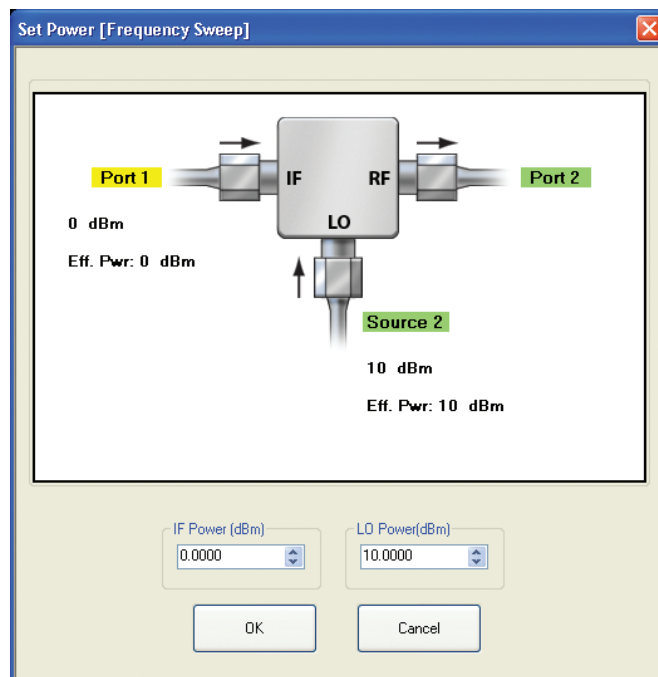 Set Power [Frequency Sweep]
Port 1
IF
RF
Port 2
LO
0 dBm
Eff. Pwr: 0 dBm
Source 2
10 dBm
Eff. Pwr: 10 dBm
IF Power (dBm)
LO Power(dBm)
0.0000
10.0000
OK
Cancel